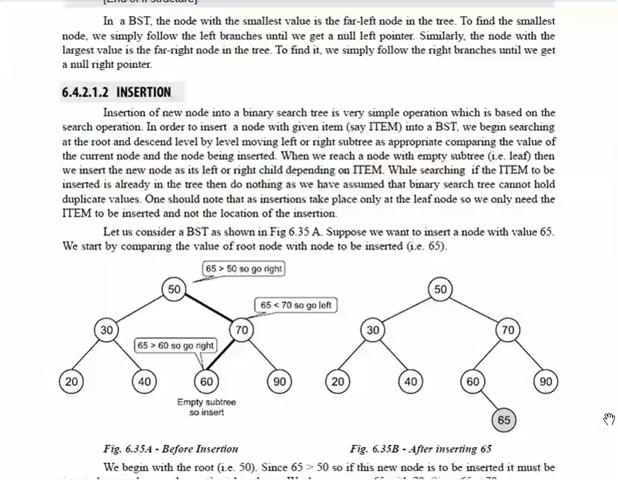 In a BST, the node with the smallest value is the far-left node in the tree. To find the smallest
node, we simply follow the left branches until we get a null left pointer. Similarly, the node with the
largest value is the far-right node in the tree. To find it, we simply follow the right branches until we get
a null right pointer.
6.4.2.1.2 INSERTION
Insertion of new node into a binary search tree is very simple operation which is based on the
search operation. In order to insert a node with given item (say ITEM) into a BST, we begin searching
at the root and descend level by level moving left or right subtree as appropriate comparing the value of
the current node and the node being inserted. When we reach a node with empty subtree (i.e. leaf) then
we insert the new node as its left or right child depending on ITEM. While searching if the ITEM to be
inserted is already in the tree then do nothing as we have assumed that binary search tree cannot hold
duplicate values. One should note that as insertions take place only at the leaf node so we only need the
ITEM to be inserted and not the location of the insertion.
Let us consider a BST as shown in Fig 6.35 A. Suppose we want to insert a node with value 65.
We start by comparing the value of root node with node to be inserted (i.e. 65).
65 > 50 so go right
50
65 < 70 so go left
30
70
65 > 60 so go right
20
40
60
90
Empty subtree
so insert
50
30
70
20
40
60
90
65
Fig. 6.35A - Before Insertion
Fig. 6.35B - After inserting 65
We begin with the root (i.e. 50). Since 65 > 50 so if this new node is to be inserted it must be